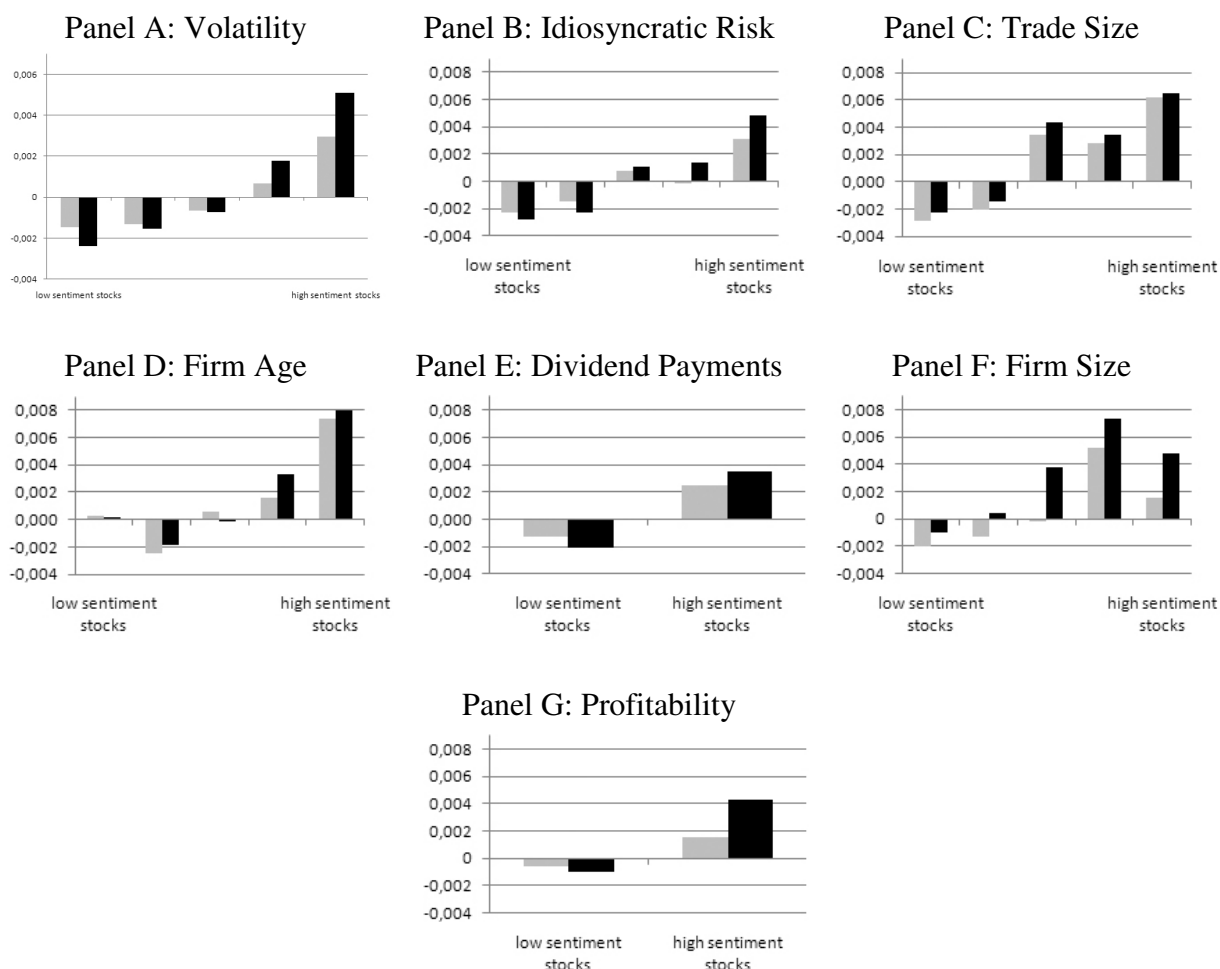 Panel A: Volatility
0,006
0,004
0,002
0
-0,002
-0,004
low sentiment stocks
high sentiment stocks
Panel B: Idiosyncratic Risk
0,008
0,006
0,004
0,002
0
-0,002
-0,004
low sentiment
stocks
high sentiment
stocks
Panel C: Trade Size
0,008
0,006
0,004
0,002
0,000
-0,002
-0,004
low sentiment
stocks
high sentiment
stocks
Panel D: Firm Age
0,008
0,006
0,004
0,002
0,000
-0,002
-0,004
low sentiment
stocks
high sentiment
stocks
Panel E: Dividend Payments
0,008
0,006
0,004
0,002
0,000
-0,002
-0,004
low sentiment
stocks
high sentiment
stocks
Panel F: Firm Size
0,008
0,006
0,004
0,002
0
-0,002
-0,004
low sentiment
stocks
high sentiment
stocks
Panel G: Profitability
0,008
0,006
0,004
0,002
0
-0,002
-0,004
low sentiment
stocks
high sentiment
stocks